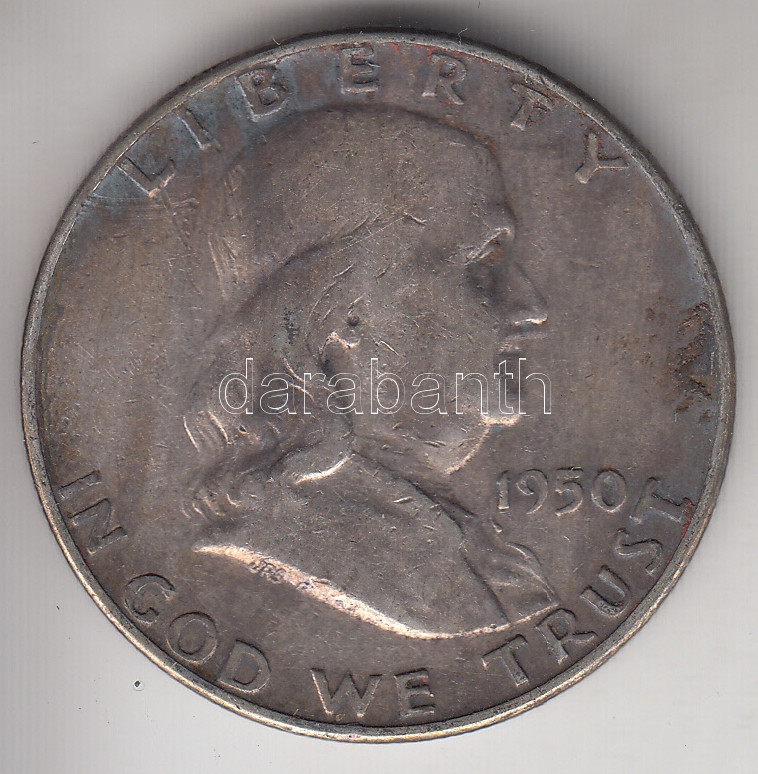 LIBERTY
darabanth
1950
IN GOD WE TRUST